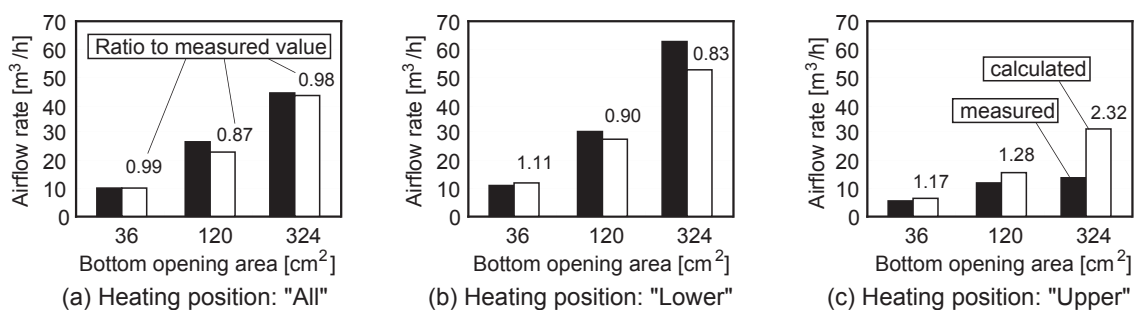 Airflow rate [m³/h]
70
60
50
40
30
20
10
0
Ratio to measured value
0.99
0.87
0.98
36 120 324
Bottom opening area [cm²]
(a) Heating position: "All"
Airflow rate [m³/h]
70
60
50
40
30
20
10
0
1.11
0.90
0.83
36 120 324
Bottom opening area [cm²]
(b) Heating position: "Lower"
Airflow rate [m³/h]
70
60
50
40
30
20
10
0
calculated
measured
1.17
1.28
2.32
36 120 324
Bottom opening area [cm²]
(c) Heating position: "Upper"